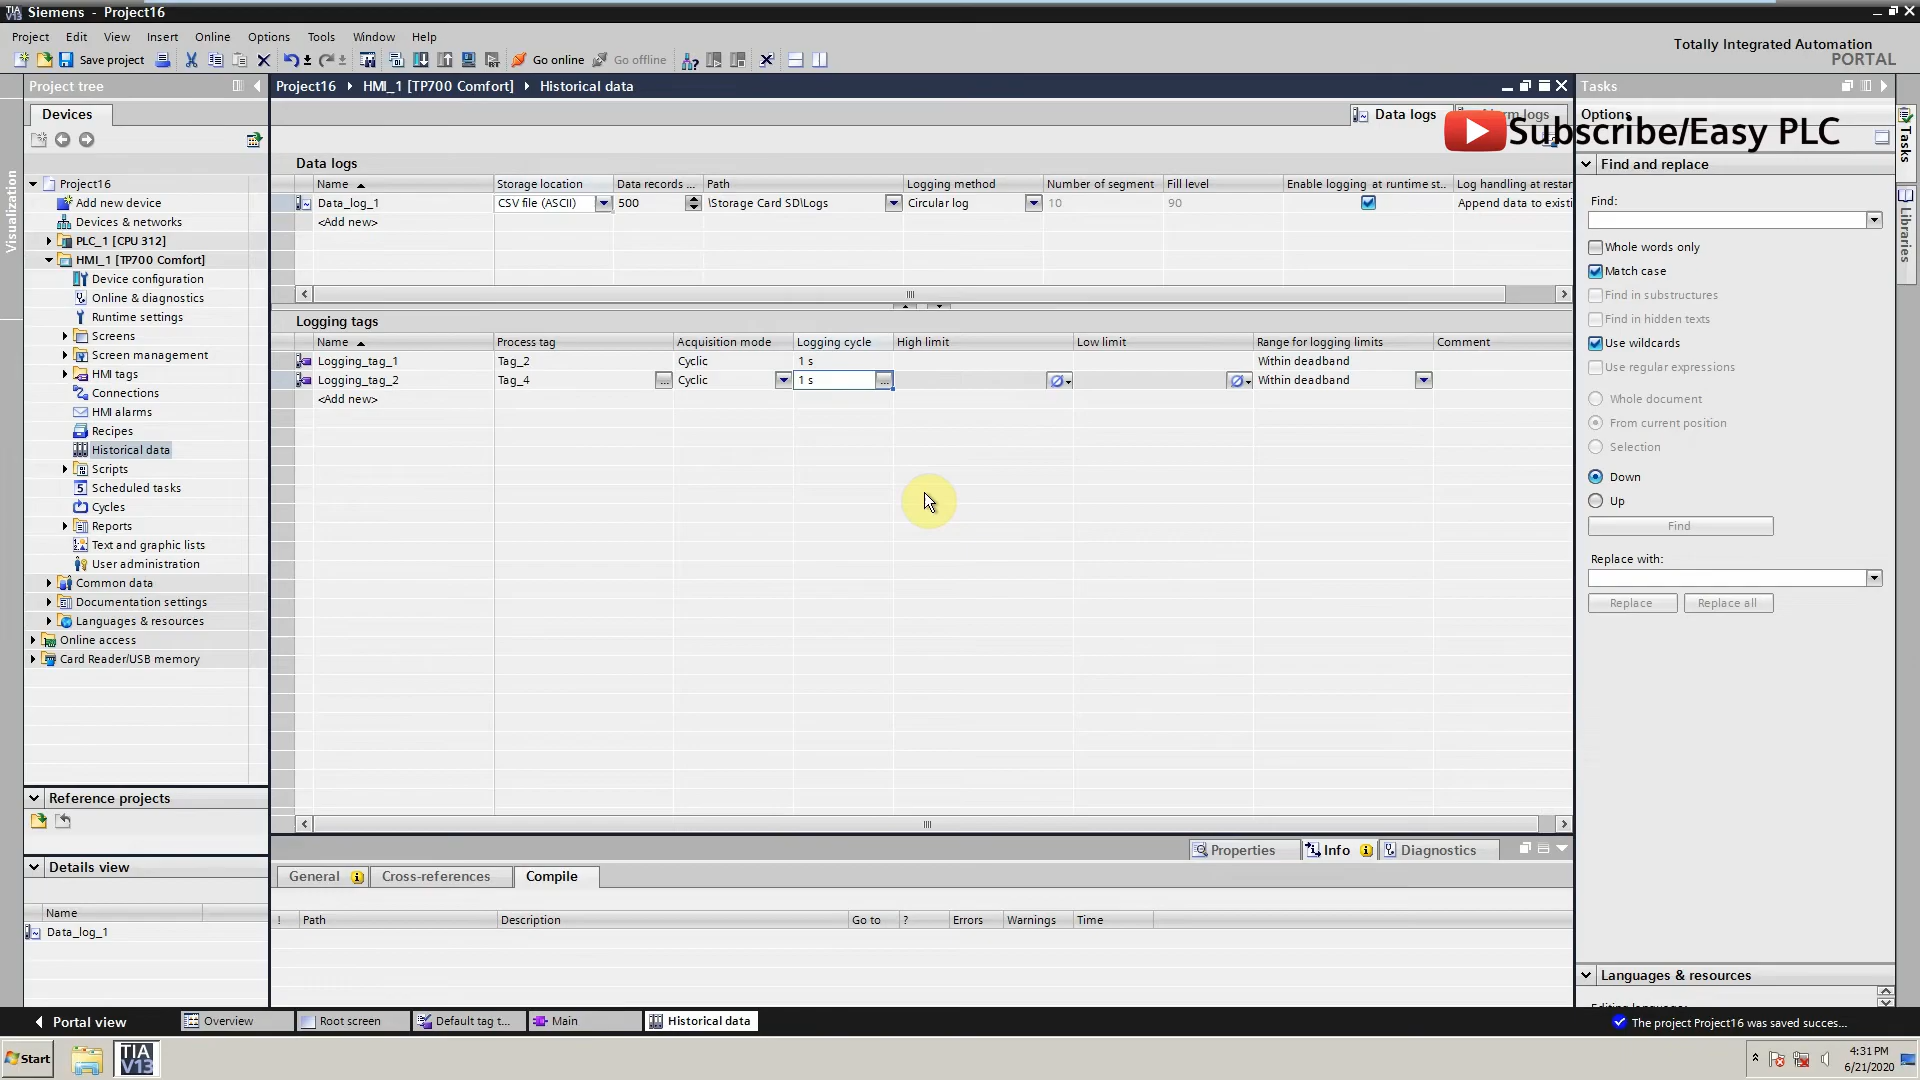 Siemens - Project16
Project Edit View Insert Online Options Tools Window Help
Save project Go online Go offline
Totally Integrated Automation
PORTAL
Project tree
Devices
Visualization
Project16
Add new device
Devices & networks
PLC_1 [CPU 312]
HMI_1 [TP700 Comfort]
Device configuration
Online & diagnostics
Runtime settings
Screens
Screen management
HMI tags
Connections
HMI alarms
Recipes
Historical data
Scripts
Scheduled tasks
Cycles
Reports
Text and graphic lists
User administration
Common data
Documentation settings
Languages & resources
Online access
Card Reader/USB memory
Reference projects
Details view
Name
Data_log_1
Project16 HMI_1 [TP700 Comfort] Historical data
Data logs
Subscribe/Easy PLC
Data logs
Name Storage location Data records ... Path Logging method Number of segment Fill level Enable logging at runtime st.. Log handling at restar
Data_log_1 CSV file (ASCII) 500 \Storage Card SD\Logs Circular log 10 90 Append data to existi
<Add new>
Logging tags
Name Process tag Acquisition mode Logging cycle High limit Low limit Range for logging limits Comment
Logging_tag_1 Tag_2 Cyclic 1 s Within deadband
Logging_tag_2 Tag_4 ... Cyclic 1 s ... Within deadband
<Add new>
Properties Info Diagnostics
General Cross-references Compile
! Path Description Go to ? Errors Warnings Time
Tasks
Options
Find and replace
Find:
Whole words only
Match case
Find in substructures
Find in hidden texts
Use wildcards
Use regular expressions
Whole document
From current position
Selection
Down
Up
Find
Replace with:
Replace Replace all
Languages & resources
Tasks
Libraries
Portal view Overview Root screen Default tag t... Main Historical data
The project Project16 was saved succes...
Start
TIA
V13
4:31 PM
6/21/2020